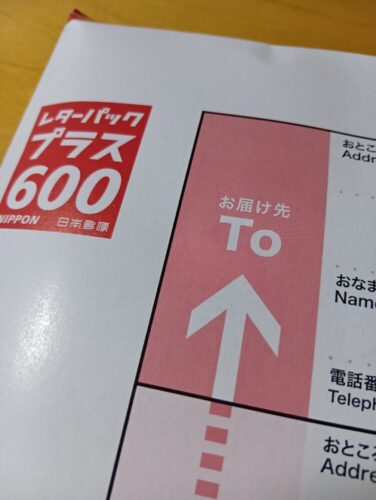 レターパック
プラス
600
NIPPON 日本郵便
お届け先
To
おところ
Addre
おなま
Name
電話番
Teleph
おところ
Addre